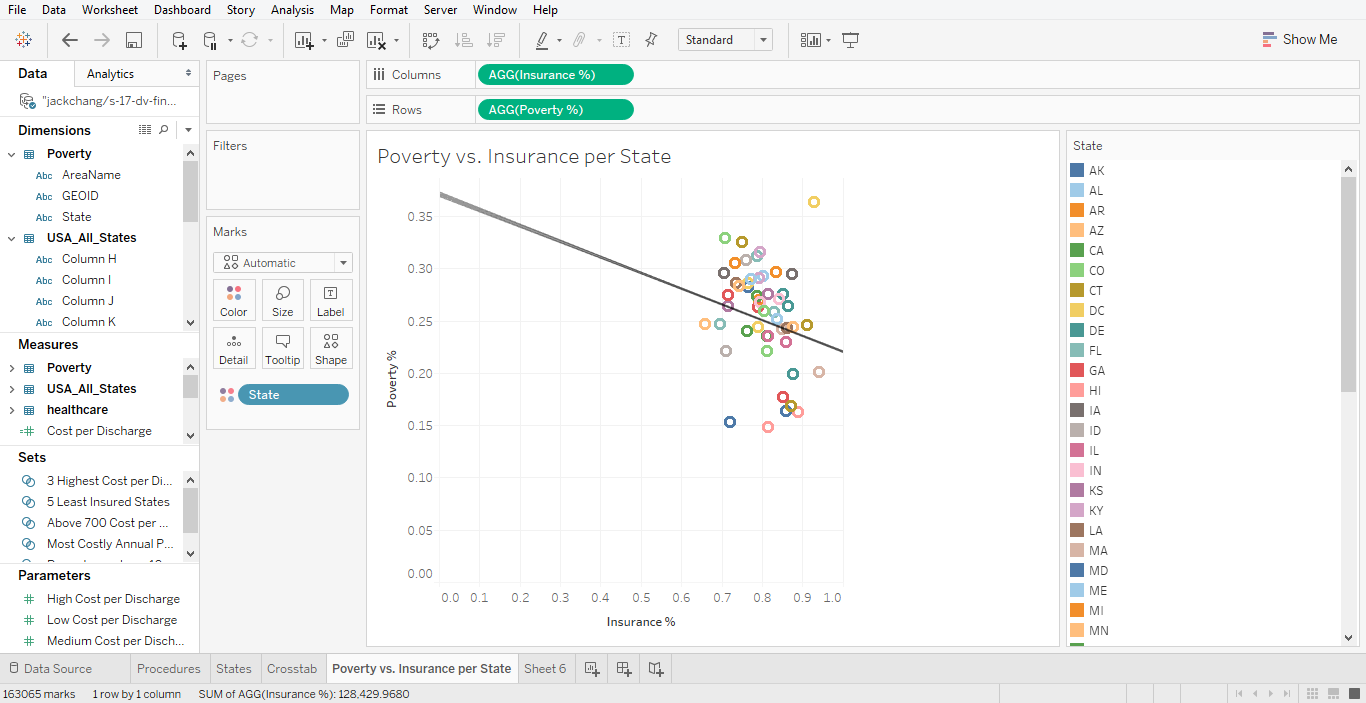 File Data Worksheet Dashboard Story Analysis Map Format Server Window Help
Standard
Show Me
Data Analytics
"jackchang/s-17-dv-fin...
Dimensions
Poverty
Abc AreaName
Abc GEOID
Abc State
USA_All_States
Abc Column H
Abc Column I
Abc Column J
Abc Column K
Measures
Poverty
USA_All_States
healthcare
Cost per Discharge
Sets
3 Highest Cost per Di...
5 Least Insured States
Above 700 Cost per ...
Most Costly Annual P...
Parameters
High Cost per Discharge
Low Cost per Discharge
Medium Cost per Disch...
Pages
Filters
Marks
Automatic
Color Size Label
Detail Tooltip Shape
State
Columns AGG(Insurance %)
Rows AGG(Poverty %)
Poverty vs. Insurance per State
0.35
0.30
0.25
0.20
0.15
0.10
0.05
0.00
Poverty %
0.0 0.1 0.2 0.3 0.4 0.5 0.6 0.7 0.8 0.9 1.0
Insurance %
State
AK
AL
AR
AZ
CA
CO
CT
DC
DE
FL
GA
HI
IA
ID
IL
IN
KS
KY
LA
MA
MD
ME
MI
MN
Data Source Procedures States Crosstab Poverty vs. Insurance per State Sheet 6
163065 marks 1 row by 1 column SUM of AGG(Insurance %): 128,429.9680